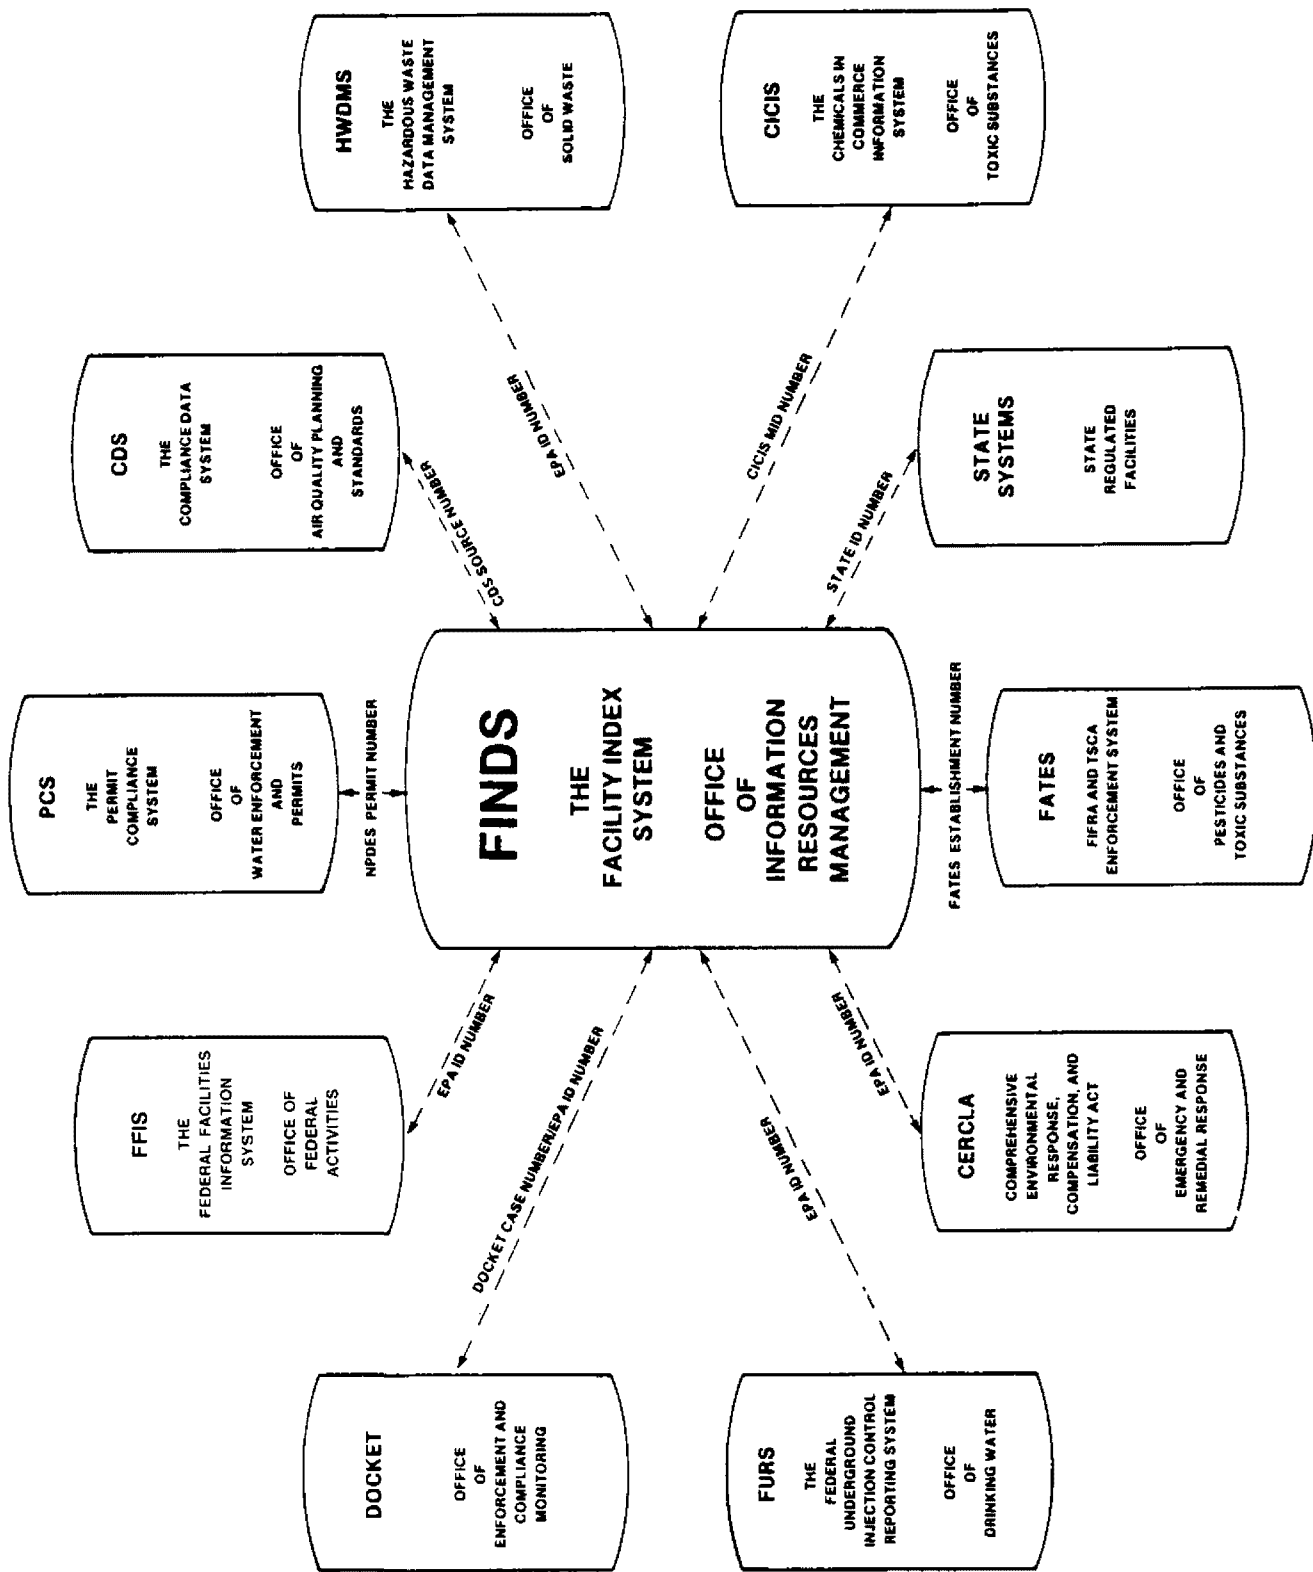 PCS
THE
PERMIT
COMPLIANCE
SYSTEM
OFFICE
OF
WATER ENFORCEMENT
AND
PERMITS
NPDES PERMIT NUMBER
FFIS
THE
FEDERAL FACILITIES
INFORMATION
SYSTEM
OFFICE OF
FEDERAL
ACTIVITIES
EPA ID NUMBER
CDS
THE
COMPLIANCE DATA
SYSTEM
OFFICE
OF
AIR QUALITY PLANNING
AND
STANDARDS
CDS SOURCE NUMBER
DOCKET
OFFICE
OF
ENFORCEMENT AND
COMPLIANCE
MONITORING
DOCKET CASE NUMBER/EPA ID NUMBER
HWDMS
THE
HAZARDOUS WASTE
DATA MANAGEMENT
SYSTEM
OFFICE
OF
SOLID WASTE
EPA ID NUMBER
FINDS
THE
FACILITY INDEX
SYSTEM
OFFICE
OF
INFORMATION
RESOURCES
MANAGEMENT
FURS
THE
FEDERAL
UNDERGROUND
INJECTION CONTROL
REPORTING SYSTEM
OFFICE
OF
DRINKING WATER
EPA ID NUMBER
CICIS
THE
CHEMICALS IN
COMMERCE
INFORMATION
SYSTEM
OFFICE
OF
TOXIC SUBSTANCES
CICIS MID NUMBER
CERCLA
COMPREHENSIVE
ENVIRONMENTAL
RESPONSE,
COMPENSATION, AND
LIABILITY ACT
OFFICE
OF
EMERGENCY AND
REMEDIAL RESPONSE
EPA ID NUMBER
FATES ESTABLISHMENT NUMBER
FATES
FIFRA AND TSCA
ENFORCEMENT SYSTEM
OFFICE
OF
PESTICIDES AND
TOXIC SUBSTANCES
STATE ID NUMBER
STATE
SYSTEMS
STATE
REGULATED
FACILITIES